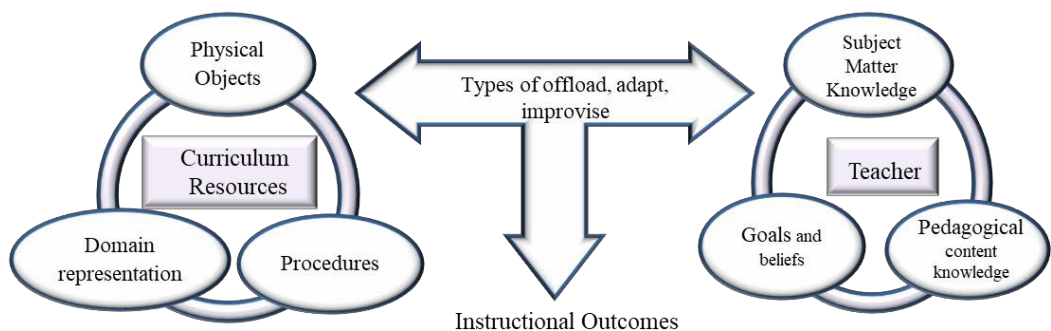 Physical
Objects
Curriculum
Resources
Domain
representation
Procedures
Types of offload, adapt,
improvise
Instructional Outcomes
Subject
Matter
Knowledge
Teacher
Goals and
beliefs
Pedagogical
content
knowledge